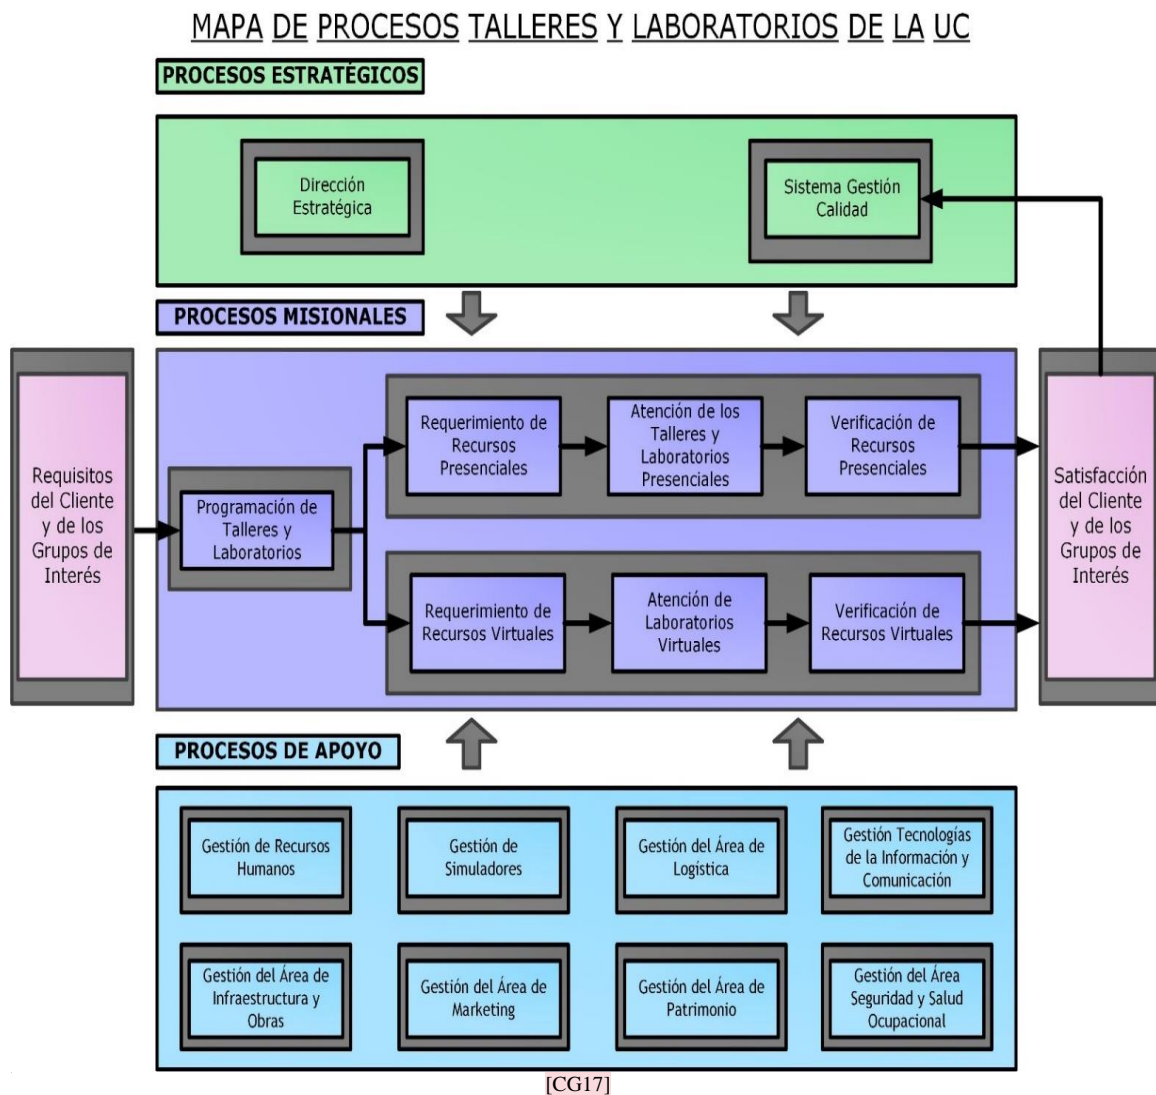 MAPA DE PROCESOS TALLERES Y LABORATORIOS DE LA UC
PROCESOS ESTRATÉGICOS
Dirección
Estratégica
Sistema Gestión
Calidad
PROCESOS MISIONALES
Requisitos
del Cliente
y de los
Grupos de
Interés
Programación de
Talleres y
Laboratorios
Requerimiento de
Recursos
Presenciales
Atención de los
Talleres y
Laboratorios
Presenciales
Verificación de
Recursos
Presenciales
Requerimiento de
Recursos Virtuales
Atención de
Laboratorios
Virtuales
Verificación de
Recursos Virtuales
Satisfacción
del Cliente
y de los
Grupos de
Interés
PROCESOS DE APOYO
Gestión de Recursos
Humanos
Gestión de
Simuladores
Gestión del Área de
Logística
Gestión Tecnologías
de la Información y
Comunicación
Gestión del Área de
Infraestructura y
Obras
Gestión del Área de
Marketing
Gestión del Área de
Patrimonio
Gestión del Área
Seguridad y Salud
Ocupacional
[CG17]